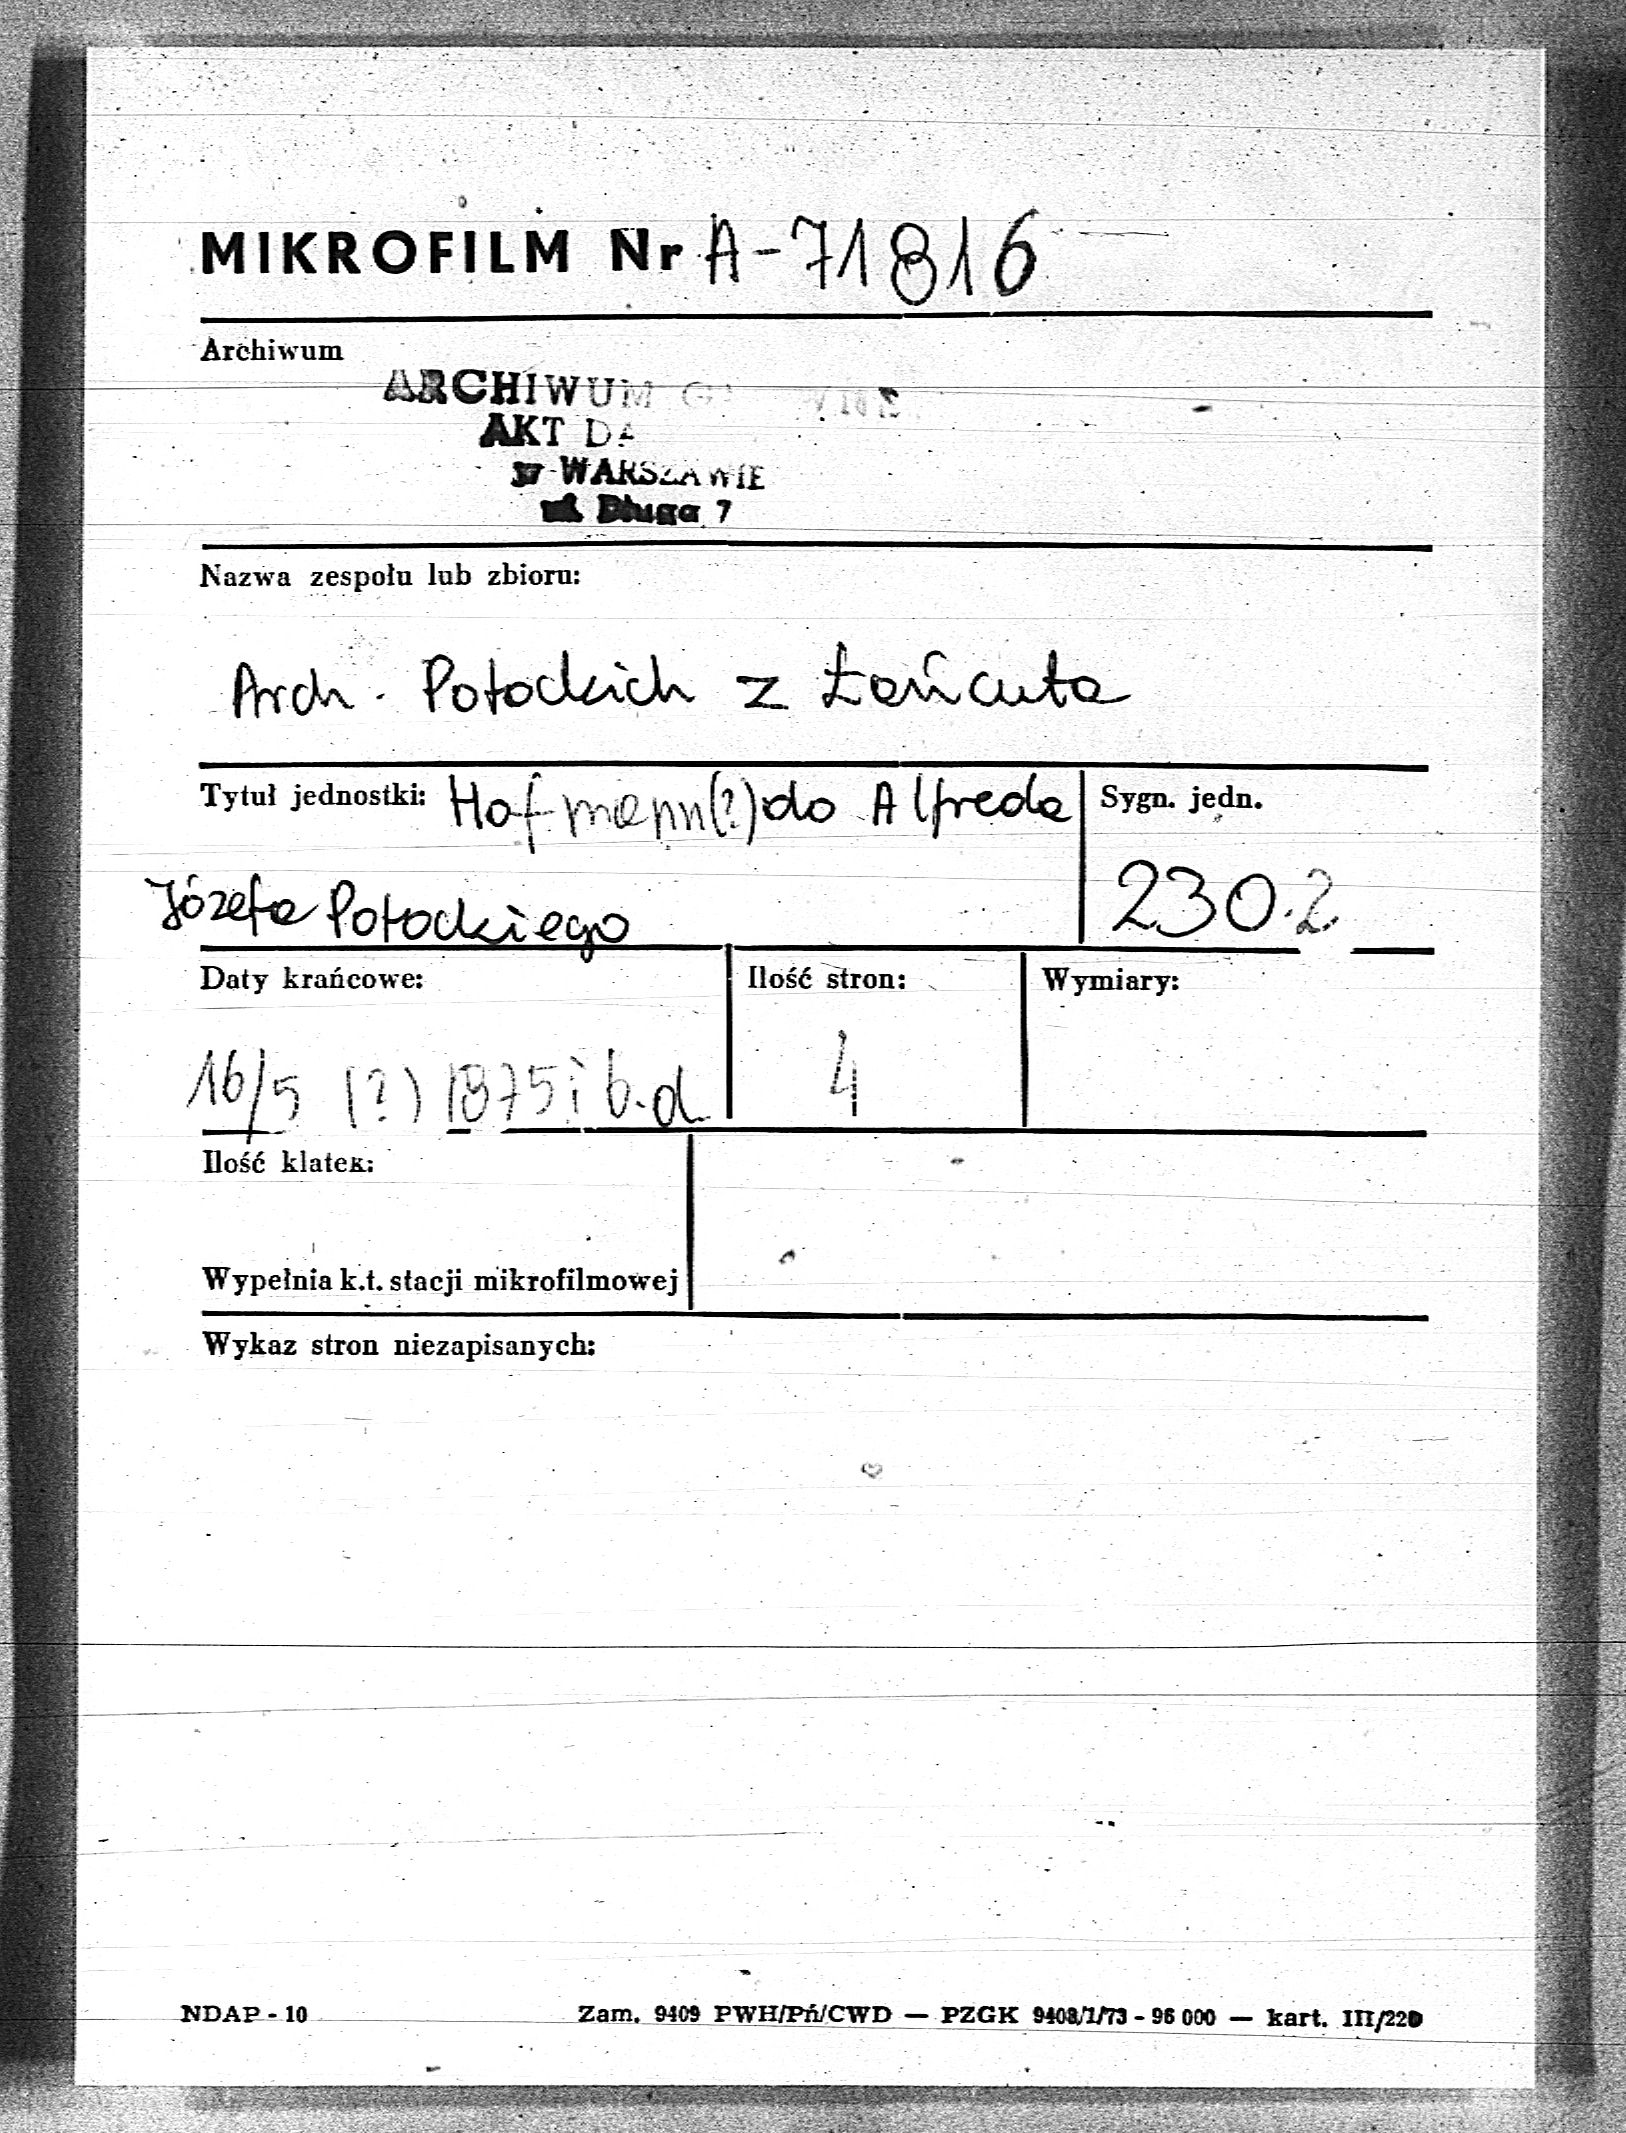 MIKROFILM Nr A-71816
Archiwum
ARCHIWUM
AKT
w WARSZAWIE
ul. Długa 7
Nazwa zespołu lub zbioru:
Arch. Potockich z Łańcuta
Tytuł jednostki: Hofmann(?) do Alfreda
Sygn. jedn.
Józefa Potockiego
230.2
Daty krańcowe:
Ilość stron:
Wymiary:
16/5 (?) 1875 i b.d.
4
Ilość klatek:
Wypełnia k.t. stacji mikrofilmowej
Wykaz stron niezapisanych:
NDAP - 10
Zam. 9409 PWH/Pń/CWD — PZGK 9408/1/73 - 96 000 — kart. III/220